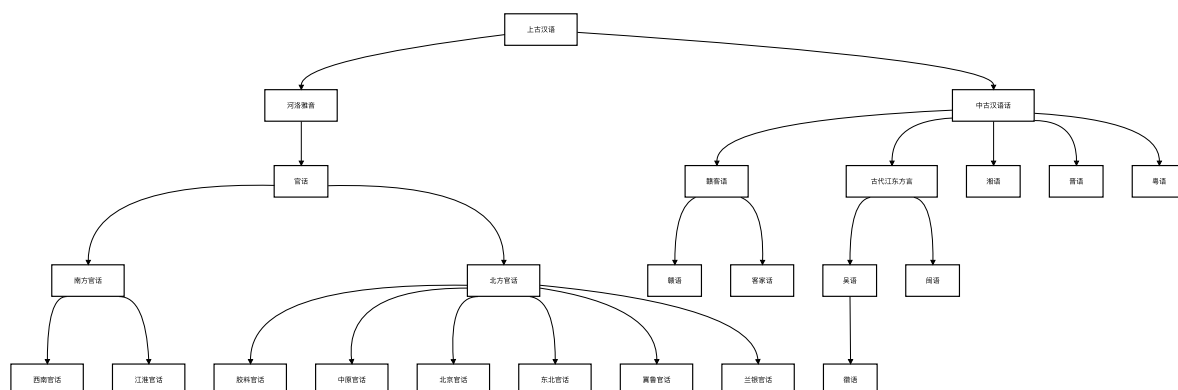 上古汉语
河洛雅音
中古汉语话
官话
赣客语
古代江东方言
湘语
晋语
粤语
南方官话
北方官话
赣语
客家话
吴语
闽语
西南官话
江淮官话
胶辽官话
中原官话
北京官话
东北官话
冀鲁官话
兰银官话
徽语